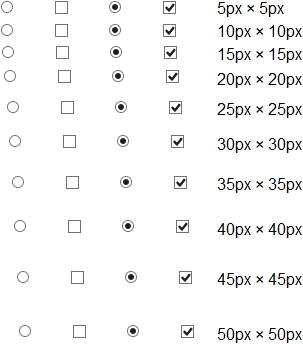 5px × 5px
10px × 10px
15px × 15px
20px × 20px
25px × 25px
30px × 30px
35px × 35px
40px × 40px
45px × 45px
50px × 50px